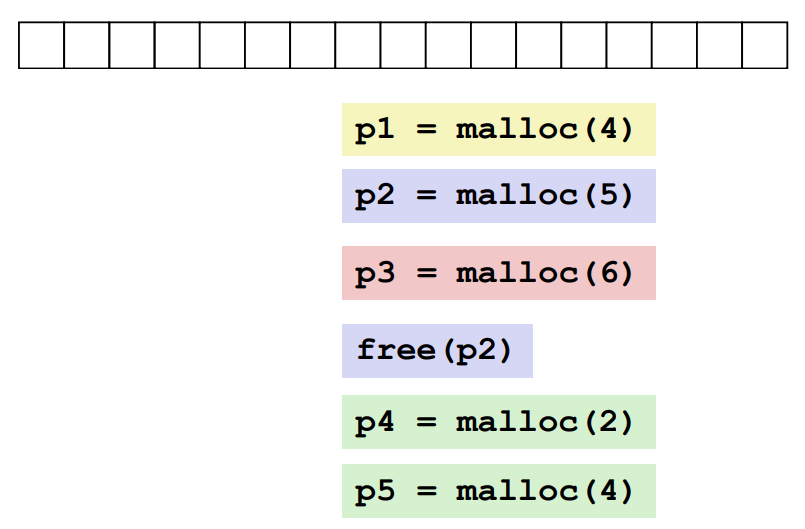 p1 = malloc(4)
p2 = malloc(5)
p3 = malloc(6)
free(p2)
p4 = malloc(2)
p5 = malloc(4)